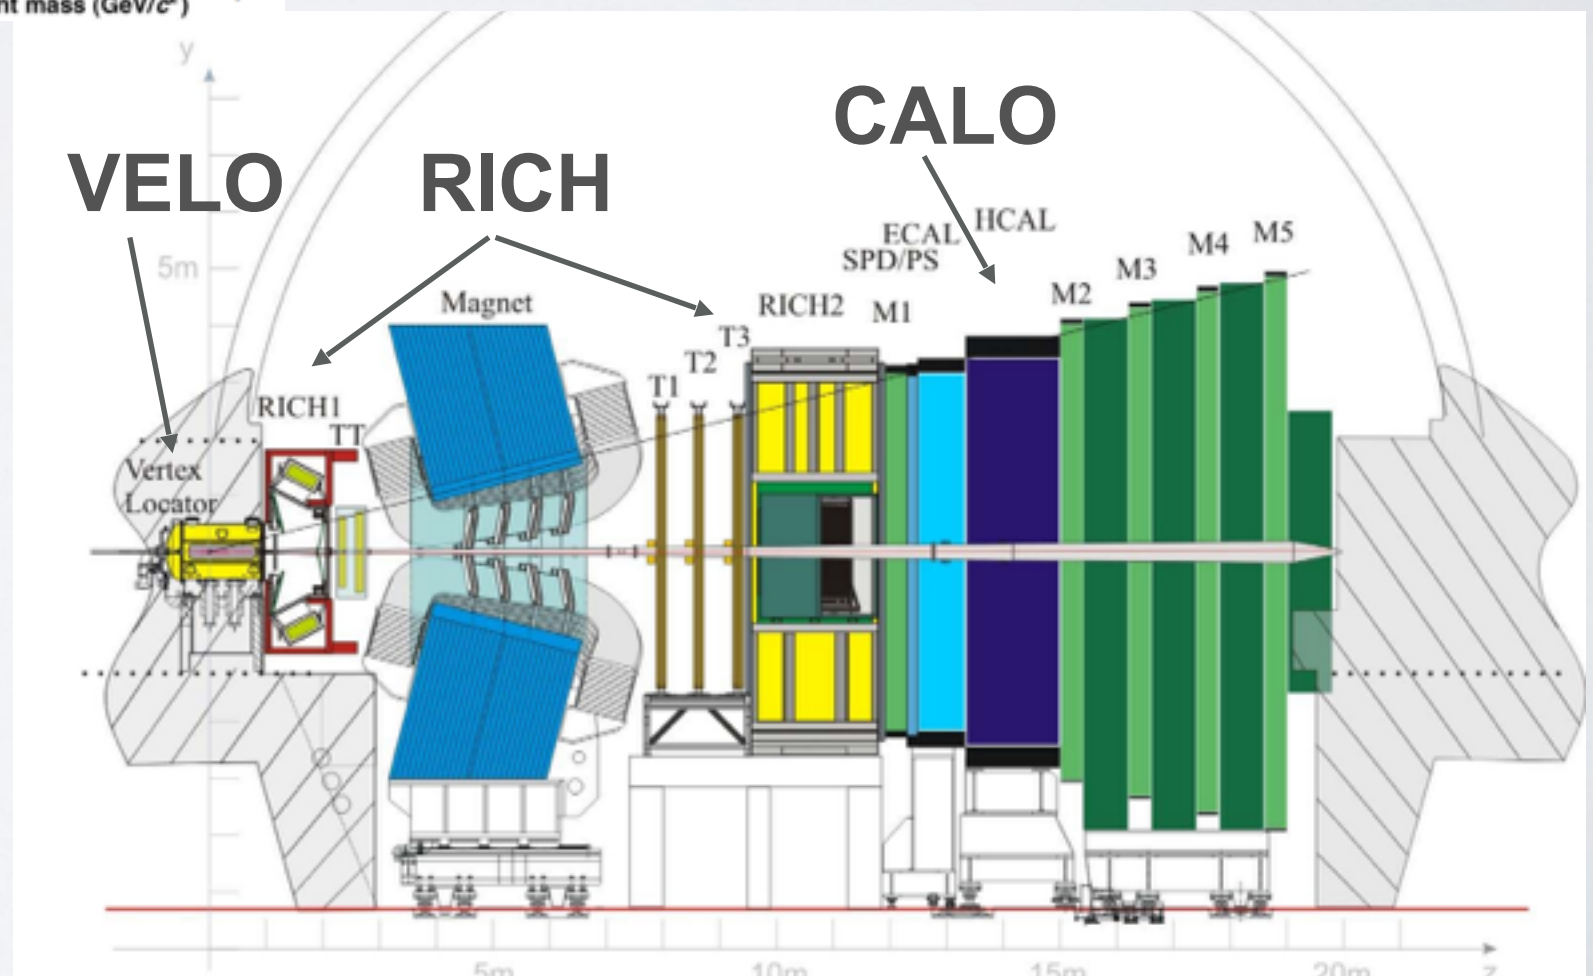 nt mass (GeV/c²)
y
CALO
VELO
RICH
HCAL
ECAL
SPD/PS
M5
M4
M3
M2
5m
Magnet
RICH2
M1
T3
T2
T1
RICH1
TT
Vertex
Locator
5m
10m
15m
20m
z